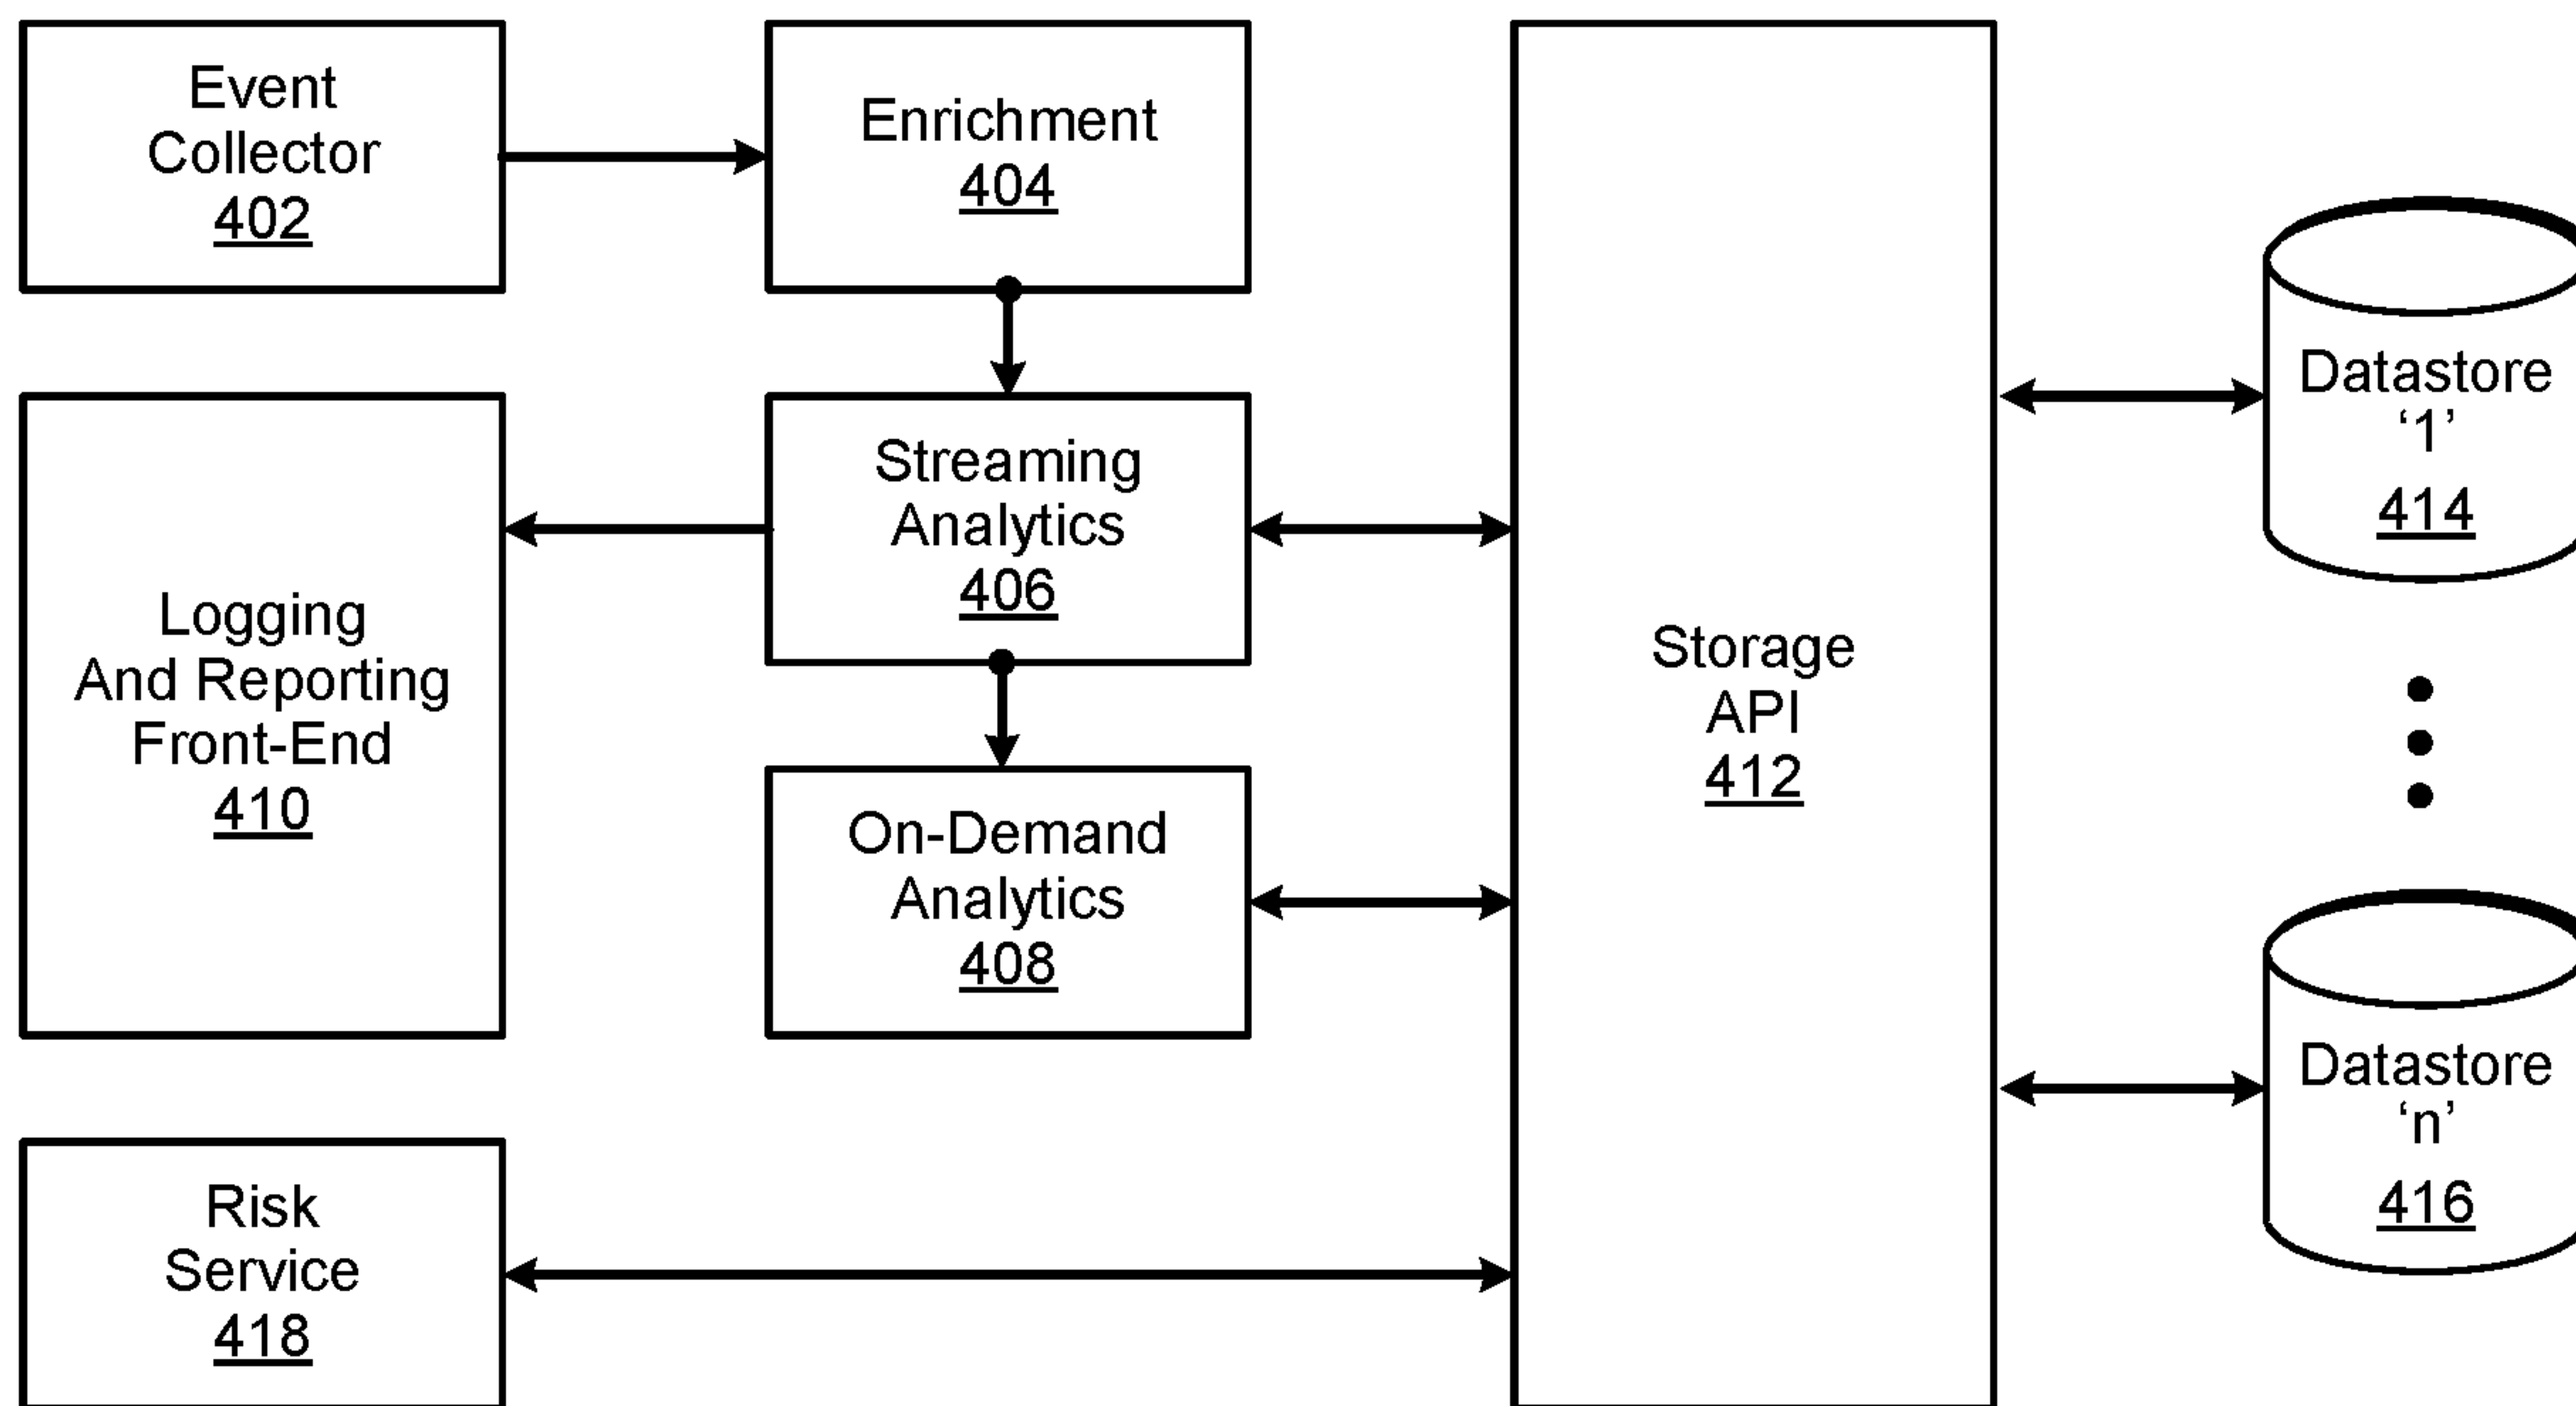 Event
Collector
402
Enrichment
404
Streaming
Analytics
406
On-Demand
Analytics
408
Logging
And Reporting
Front-End
410
Risk
Service
418
Storage
API
412
Datastore
‘1’
414
Datastore
‘n’
416